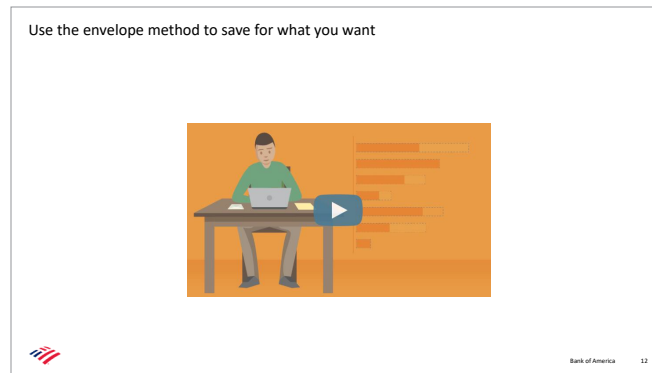 Use the envelope method to save for what you want
Bank of America 12